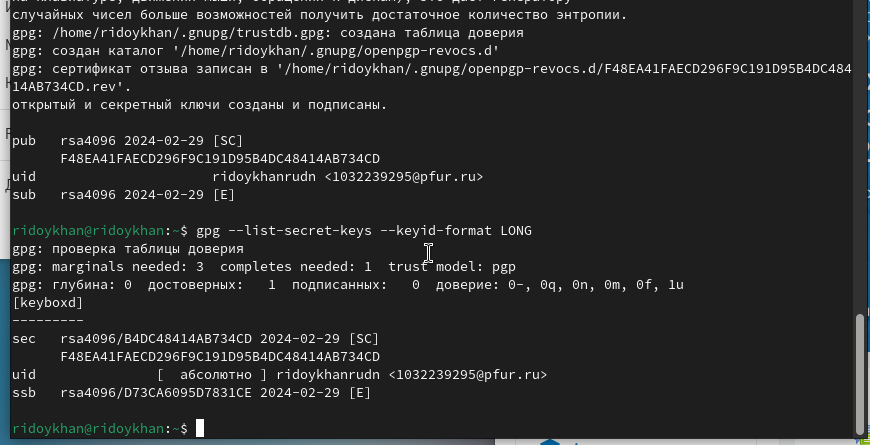 случайных чисел больше возможностей получить достаточное количество энтропии.
gpg: /home/ridoykhan/.gnupg/trustdb.gpg: создана таблица доверия
gpg: создан каталог '/home/ridoykhan/.gnupg/openpgp-revocs.d'
gpg: сертификат отзыва записан в '/home/ridoykhan/.gnupg/openpgp-revocs.d/F48EA41FAECD296F9C191D95B4DC484
14AB734CD.rev'.
открытый и секретный ключи созданы и подписаны.
pub rsa4096 2024-02-29 [SC]
F48EA41FAECD296F9C191D95B4DC48414AB734CD
uid ridoykhanrudn <1032239295@pfur.ru>
sub rsa4096 2024-02-29 [E]
ridoykhan@ridoykhan:~$ gpg --list-secret-keys --keyid-format LONG
gpg: проверка таблицы доверия
gpg: marginals needed: 3 completes needed: 1 trust model: pgp
gpg: глубина: 0 достоверных: 1 подписанных: 0 доверие: 0-, 0q, 0n, 0m, 0f, 1u
[keyboxd]
---------
sec rsa4096/B4DC48414AB734CD 2024-02-29 [SC]
F48EA41FAECD296F9C191D95B4DC48414AB734CD
uid [ абсолютно ] ridoykhanrudn <1032239295@pfur.ru>
ssb rsa4096/D73CA6095D7831CE 2024-02-29 [E]
ridoykhan@ridoykhan:~$